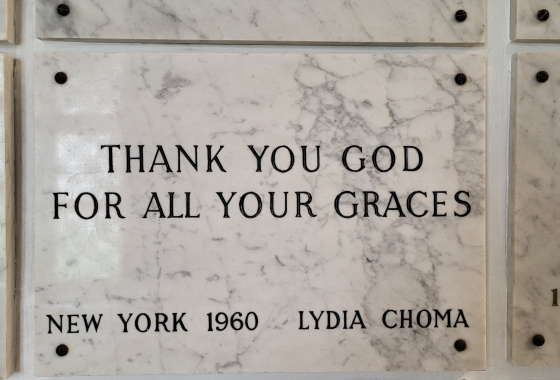 THANK YOU GOD
FOR ALL YOUR GRACES
NEW YORK 1960 LYDIA CHOMA